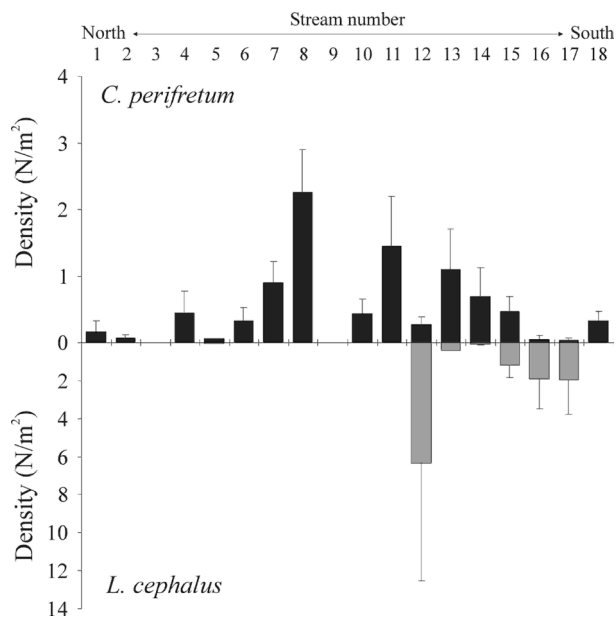 Stream number
North South
1 2 3 4 5 6 7 8 9 10 11 12 13 14 15 16 17 18
4
C. perifretum
3
2
1
0
Density (N/m²)
2
4
6
8
10
12
L. cephalus
14
Density (N/m²)